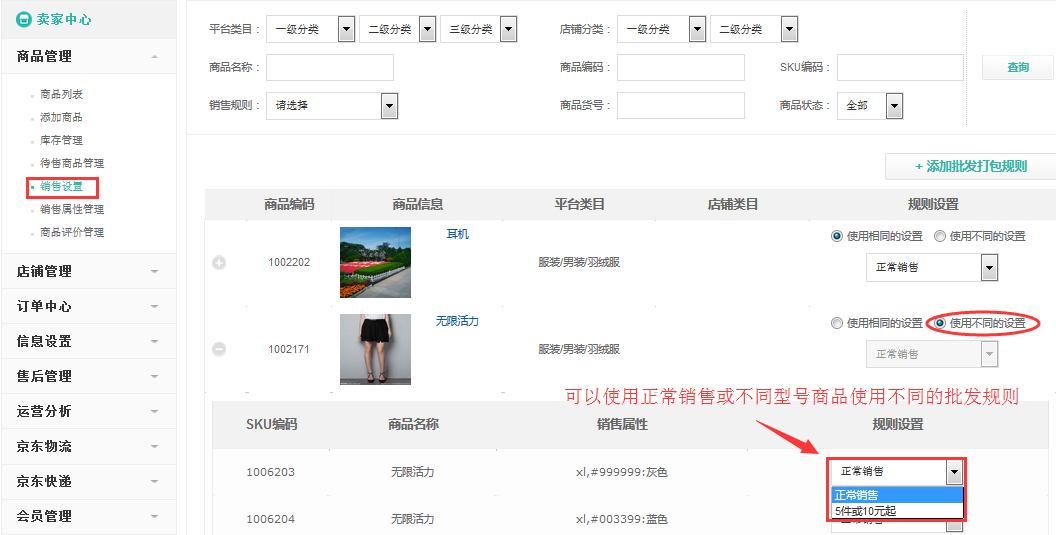 卖家中心
商品管理
商品列表
添加商品
库存管理
待售商品管理
销售设置
销售属性管理
商品评价管理
店铺管理
订单中心
信息设置
售后管理
运营分析
京东物流
京东快递
会员管理
平台类目： 一级分类 二级分类 三级分类 店铺分类： 一级分类 二级分类
商品名称： 商品编码： SKU编码： 查询
销售规则： 请选择 商品货号： 商品状态： 全部
+ 添加批发打包规则
商品编码 商品信息 平台类目 店铺类目 规则设置
1002202 耳机 服装/男装/羽绒服 使用相同的设置 使用不同的设置
正常销售
1002171 无限活力 服装/男装/羽绒服 使用相同的设置 使用不同的设置
正常销售
可以使用正常销售或不同型号商品使用不同的批发规则
SKU编码 商品名称 销售属性 规则设置
1006203 无限活力 xl,#999999:灰色 正常销售
正常销售
5件或10元起
1006204 无限活力 xl,#003399:蓝色 正常销售